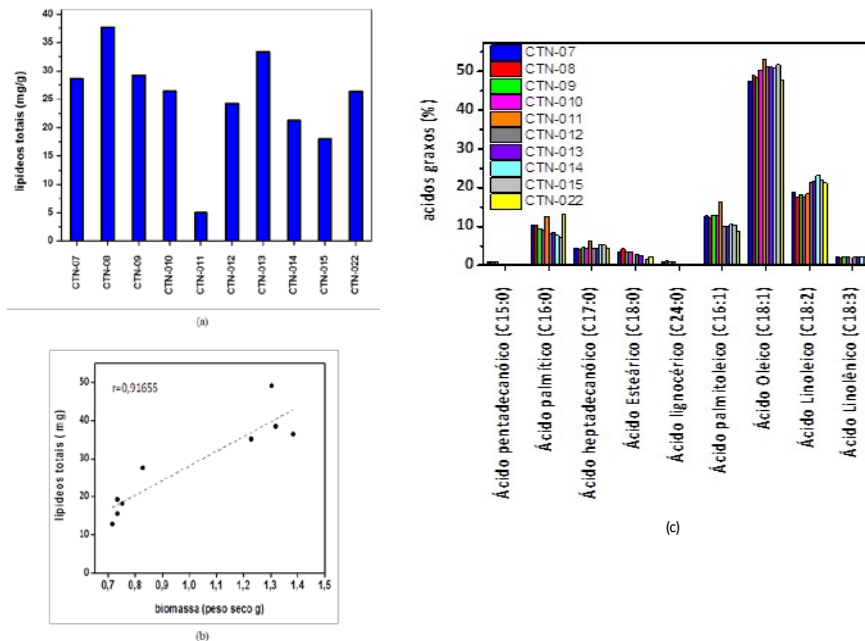 lipideos totais (mg/g)
40
35
30
25
20
15
10
5
0
CTN-07
CTN-08
CTN-09
CTN-010
CTN-011
CTN-012
CTN-013
CTN-014
CTN-015
CTN-022
(a)
r=0,91655
lipídeos totais ( mg)
50
40
30
20
10
0
0,7 0,8 0,9 1,0 1,1 1,2 1,3 1,4 1,5
biomassa (peso seco g)
(b)
acidos graxos (%)
50
40
30
20
10
0
CTN-07
CTN-08
CTN-09
CTN-010
CTN-011
CTN-012
CTN-013
CTN-014
CTN-015
CTN-022
Ácido pentadecanóico (C15:0)
Ácido palmítico (C16:0)
Ácido heptadecanóico (C17:0)
Ácido Esteárico (C18:0)
Ácido lignocérico (C24:0)
Ácido palmitoleico (C16:1)
Ácido Oleico (C18:1)
Ácido Linoleico (C18:2)
Ácido Linolênico (C18:3)
(c)